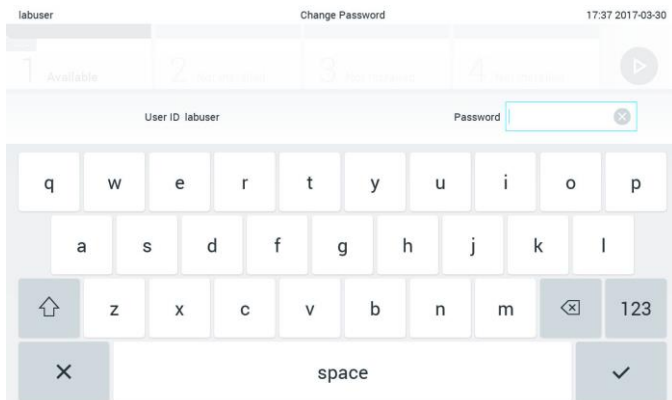 labuser Change Password 17:37 2017-03-30
1 Available 2 3 4
User ID labuser Password
q w e r t y u i o p
a s d f g h j k l
z x c v b n m 123
space